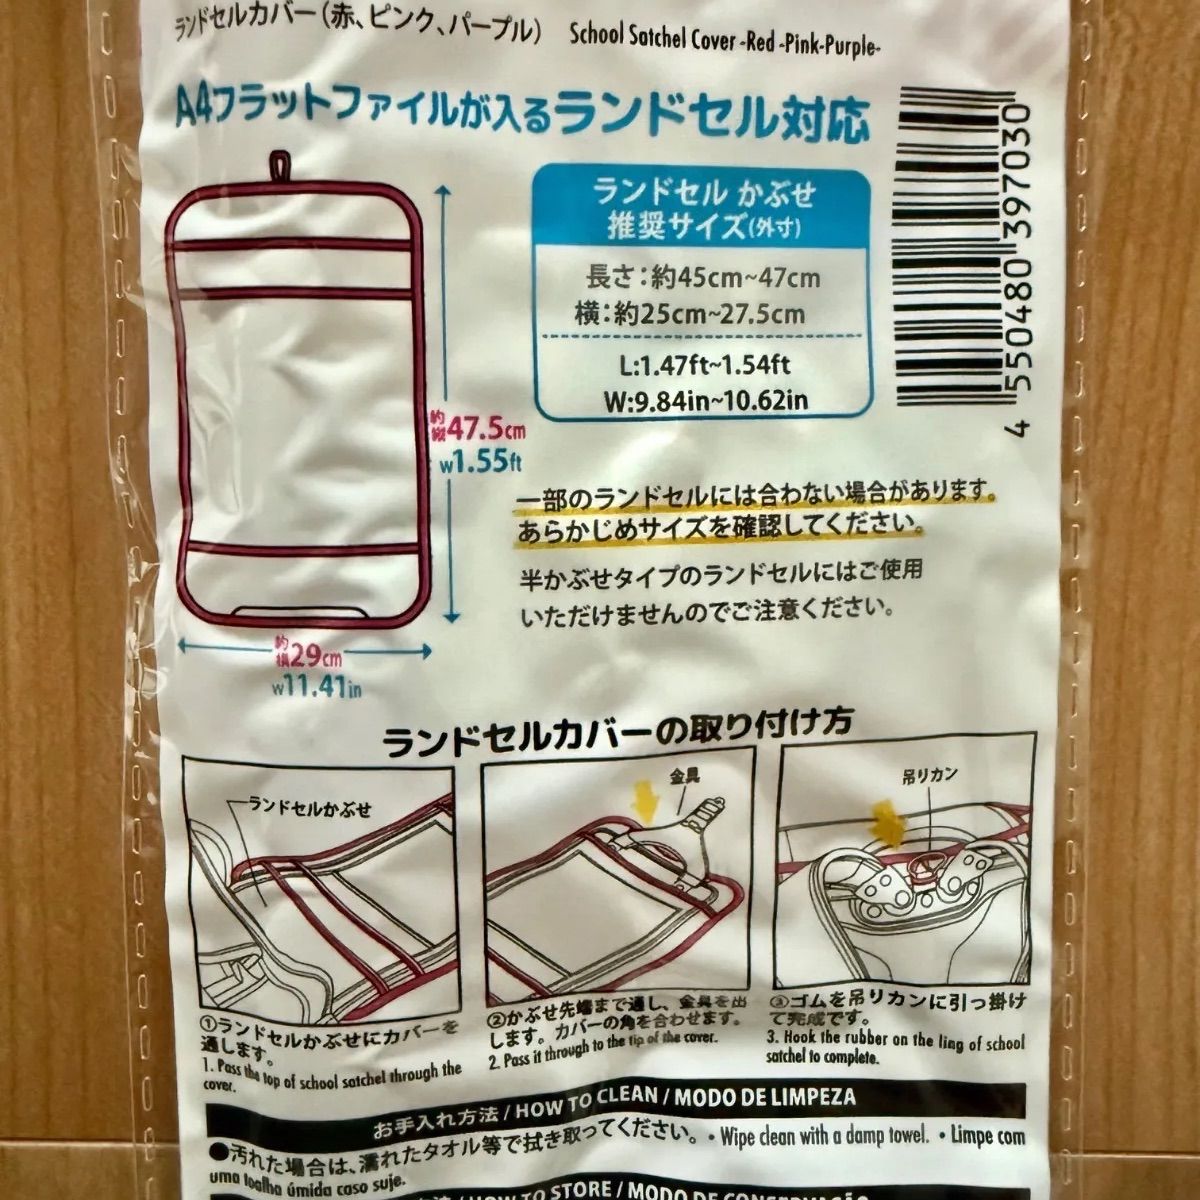 ランドセルカバー（赤、ピンク、パープル） School Satchel Cover -Red -Pink-Purple-
A4フラットファイルが入るランドセル対応
ランドセル かぶせ
推奨サイズ(外寸)
長さ:約45cm~47cm
横:約25cm~27.5cm
L:1.47ft~1.54ft
W:9.84in~10.62in
4 550480 397030
約縦47.5cm
w1.55ft
約横29cm
w11.41in
一部のランドセルには合わない場合があります。
あらかじめサイズを確認してください。
半かぶせタイプのランドセルにはご使用
いただけませんのでご注意ください。
ランドセルカバーの取り付け方
ランドセルかぶせ
金具
吊りカン
①ランドセルかぶせにカバーを
通します。
1. Pass the top of school satchel through the
cover.
②かぶせ先端まで通し、金具を出
します。カバーの角を合わせます。
2. Pass it through to the tip of the cover.
③ゴムを吊りカンに引っ掛け
て完成です。
3. Hook the rubber on the ling of school
satchel to complete.
お手入れ方法 / HOW TO CLEAN / MODO DE LIMPEZA
●汚れた場合は、濡れたタオル等で拭き取ってください。 • Wipe clean with a damp towel. • Limpe com
uma toalha úmida caso suje.
HOW TO STORE / MODO DE CONSERVAÇÃO